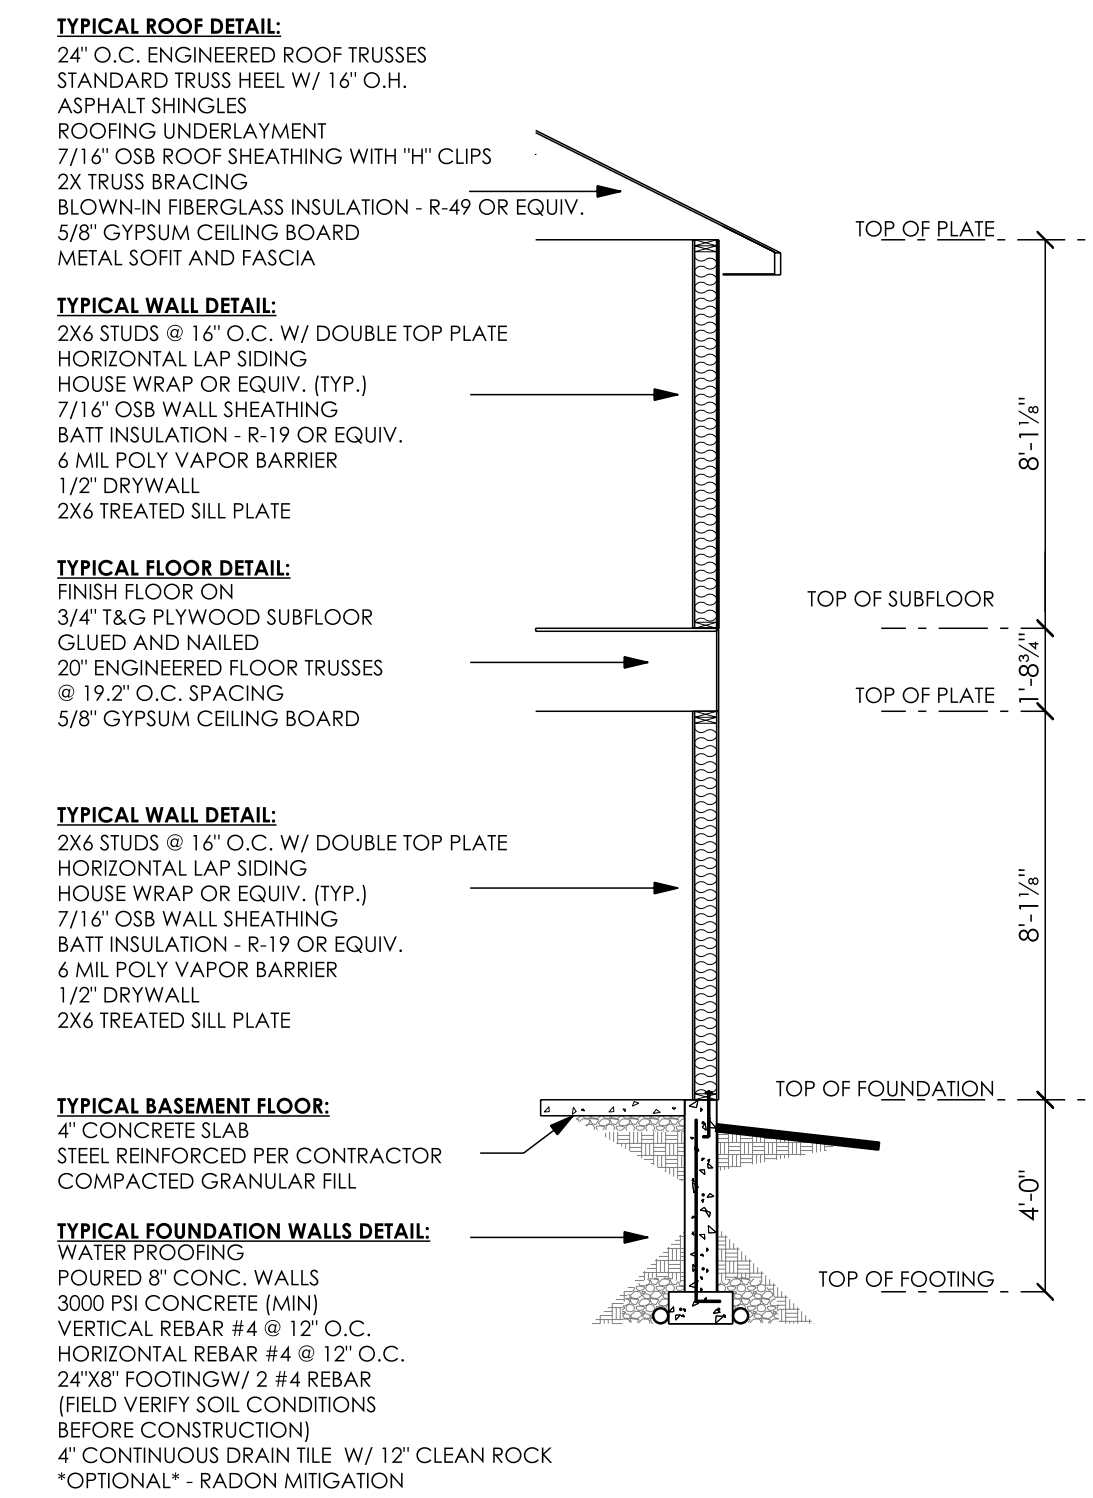 TYPICAL ROOF DETAIL:
24" O.C. ENGINEERED ROOF TRUSSES
STANDARD TRUSS HEEL W/ 16" O.H.
ASPHALT SHINGLES
ROOFING UNDERLAYMENT
7/16" OSB ROOF SHEATHING WITH "H" CLIPS
2X TRUSS BRACING
BLOWN-IN FIBERGLASS INSULATION - R-49 OR EQUIV.
5/8" GYPSUM CEILING BOARD
METAL SOFIT AND FASCIA
TOP OF PLATE
TYPICAL WALL DETAIL:
2X6 STUDS @ 16" O.C. W/ DOUBLE TOP PLATE
HORIZONTAL LAP SIDING
HOUSE WRAP OR EQUIV. (TYP.)
7/16" OSB WALL SHEATHING
BATT INSULATION - R-19 OR EQUIV.
6 MIL POLY VAPOR BARRIER
1/2" DRYWALL
2X6 TREATED SILL PLATE
8'-1⅛"
TYPICAL FLOOR DETAIL:
FINISH FLOOR ON
3/4" T&G PLYWOOD SUBFLOOR
GLUED AND NAILED
20" ENGINEERED FLOOR TRUSSES
@ 19.2" O.C. SPACING
5/8" GYPSUM CEILING BOARD
TOP OF SUBFLOOR
1'-8¾"
TOP OF PLATE
TYPICAL WALL DETAIL:
2X6 STUDS @ 16" O.C. W/ DOUBLE TOP PLATE
HORIZONTAL LAP SIDING
HOUSE WRAP OR EQUIV. (TYP.)
7/16" OSB WALL SHEATHING
BATT INSULATION - R-19 OR EQUIV.
6 MIL POLY VAPOR BARRIER
1/2" DRYWALL
2X6 TREATED SILL PLATE
8'-1⅛"
TOP OF FOUNDATION
TYPICAL BASEMENT FLOOR:
4" CONCRETE SLAB
STEEL REINFORCED PER CONTRACTOR
COMPACTED GRANULAR FILL
4'-0"
TYPICAL FOUNDATION WALLS DETAIL:
WATER PROOFING
POURED 8" CONC. WALLS
3000 PSI CONCRETE (MIN)
VERTICAL REBAR #4 @ 12" O.C.
HORIZONTAL REBAR #4 @ 12" O.C.
24"X8" FOOTINGW/ 2 #4 REBAR
(FIELD VERIFY SOIL CONDITIONS
BEFORE CONSTRUCTION)
4" CONTINUOUS DRAIN TILE  W/ 12" CLEAN ROCK
*OPTIONAL* - RADON MITIGATION
TOP OF FOOTING